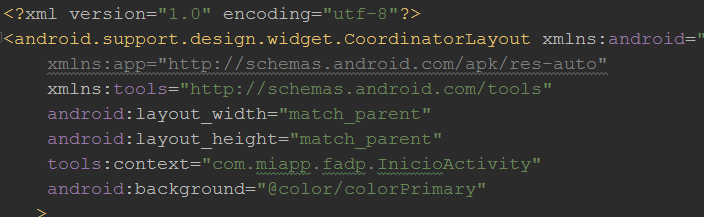 <?xml version="1.0" encoding="utf-8"?>
<android.support.design.widget.CoordinatorLayout xmlns:android="
xmlns:app="http://schemas.android.com/apk/res-auto"
xmlns:tools="http://schemas.android.com/tools"
android:layout_width="match_parent"
android:layout_height="match_parent"
tools:context="com.miapp.fadp.InicioActivity"
android:background="@color/colorPrimary"
>